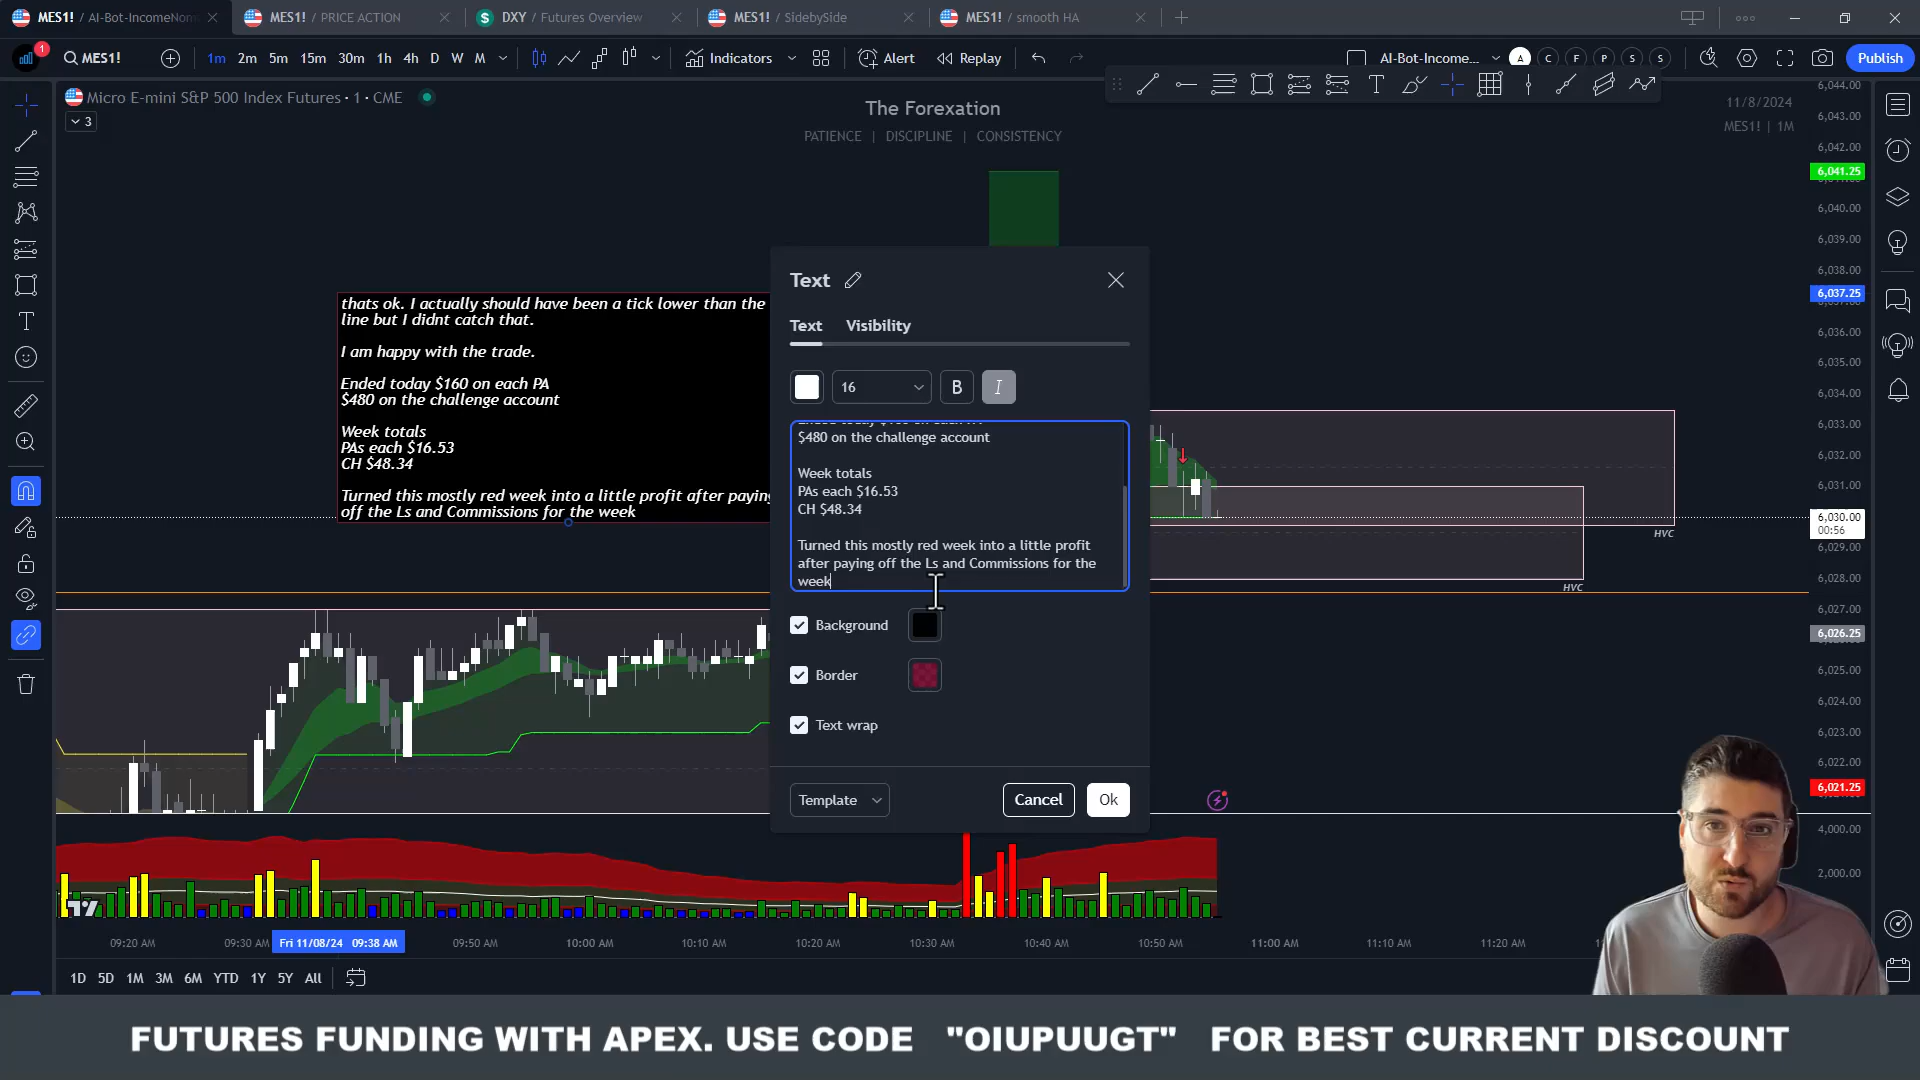 MES1! / AI-Bot-IncomeNom
MES1! / PRICE ACTION
DXY / Futures Overview
MES1! / SidebySide
MES1! / smooth HA
1
MES1!
1m 2m 5m 15m 30m 1h 4h D W M
Indicators
Alert
Replay
AI-Bot-Income...
A C F P S S
Publish
Micro E-mini S&P 500 Index Futures · 1 · CME
3
The Forexation
PATIENCE | DISCIPLINE | CONSISTENCY
11/8/2024
MES1! | 1M
thats ok. I actually should have been a tick lower than the
line but I didnt catch that.
I am happy with the trade.
Ended today $160 on each PA
$480 on the challenge account
Week totals
PAs each $16.53
CH $48.34
Turned this mostly red week into a little profit after paying
off the Ls and Commissions for the week
Text
Text Visibility
16 B I
$480 on the challenge account
Week totals
PAs each $16.53
CH $48.34
Turned this mostly red week into a little profit
after paying off the Ls and Commissions for the
week
Background
Border
Text wrap
Template
Cancel
Ok
HVC
HVC
6,044.00
6,043.00
6,042.00
6,041.25
6,040.00
6,039.00
6,038.00
6,037.25
6,036.00
6,035.00
6,034.00
6,033.00
6,032.00
6,031.00
6,030.00
00:56
6,029.00
6,028.00
6,027.00
6,026.25
6,025.00
6,024.00
6,023.00
6,022.00
6,021.25
4,000.00
2,000.00
09:20 AM
09:30 AM
Fri 11/08/24 09:38 AM
09:50 AM
10:00 AM
10:10 AM
10:20 AM
10:30 AM
10:40 AM
10:50 AM
11:00 AM
11:10 AM
11:20 AM
1D 5D 1M 3M 6M YTD 1Y 5Y All
FUTURES FUNDING WITH APEX. USE CODE "OIUPUUGT" FOR BEST CURRENT DISCOUNT